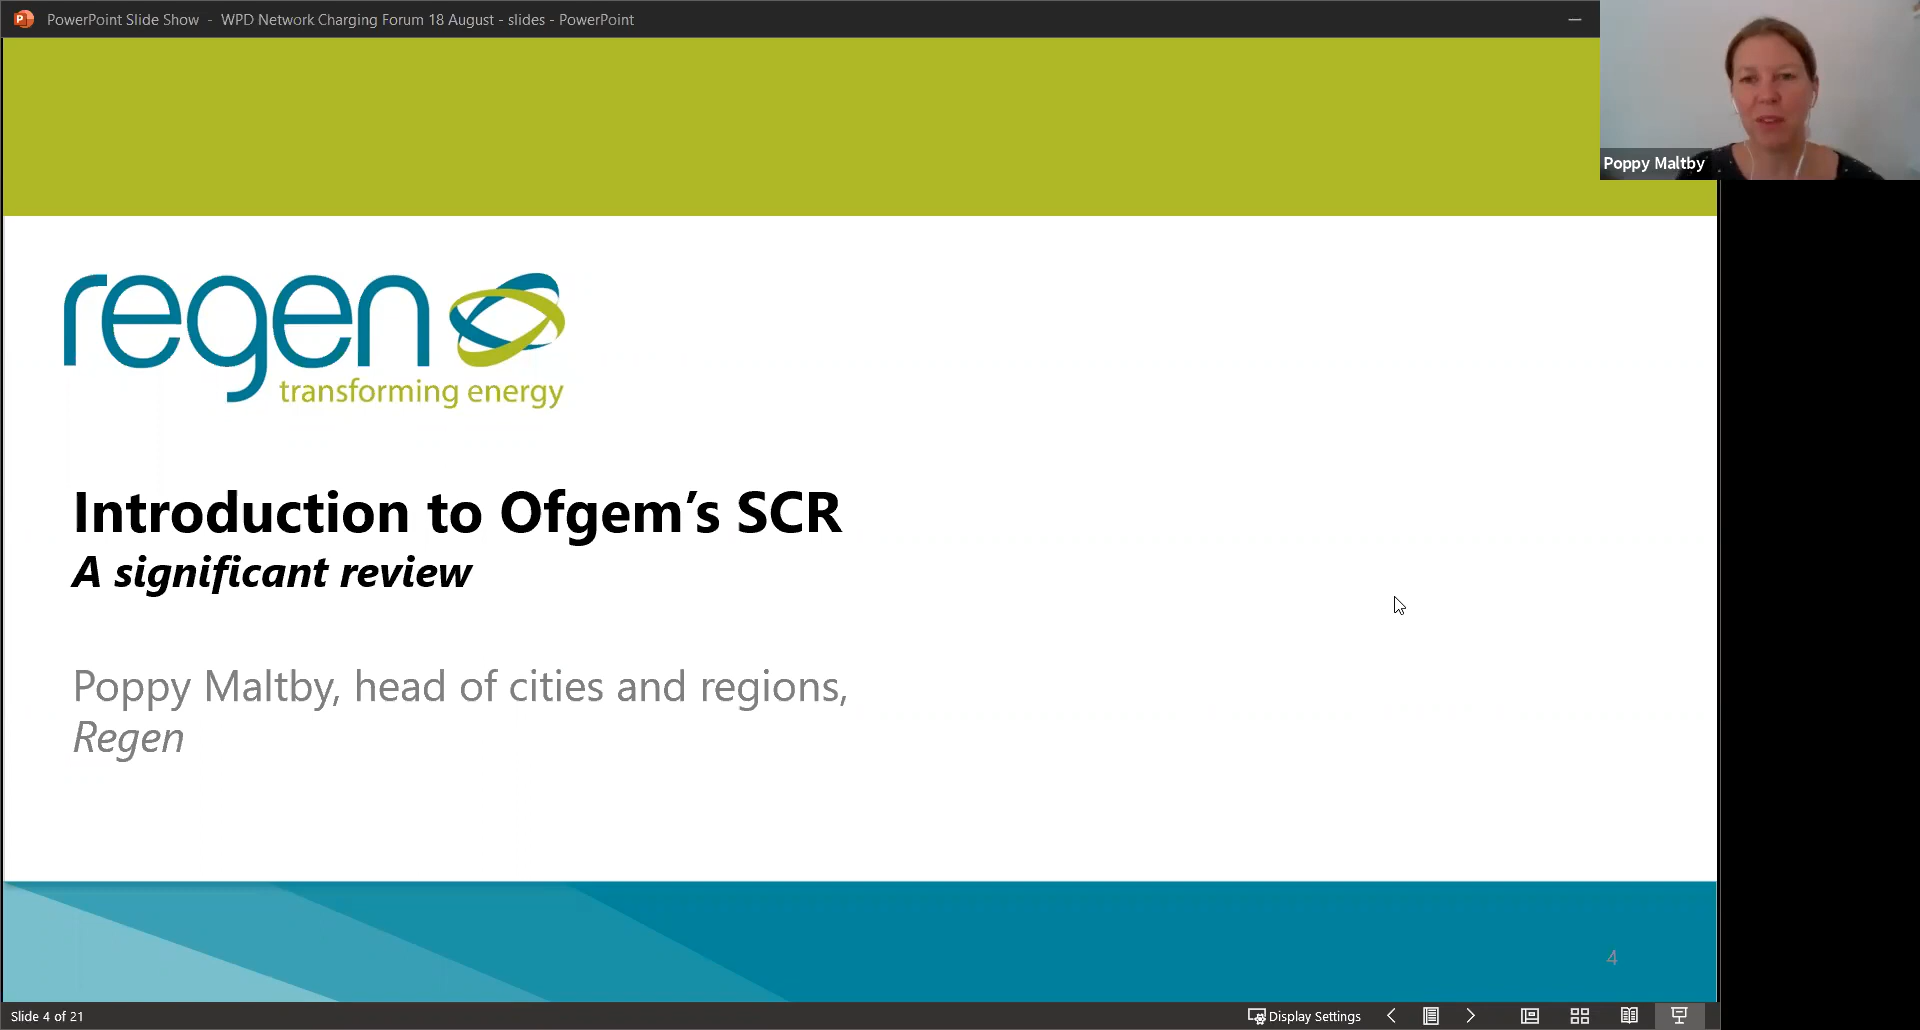 PowerPoint Slide Show - WPD Network Charging Forum 18 August - slides - PowerPoint
Poppy Maltby
regen
transforming energy
Introduction to Ofgem’s SCR
A significant review
Poppy Maltby, head of cities and regions,
Regen
4
Slide 4 of 21
Display Settings